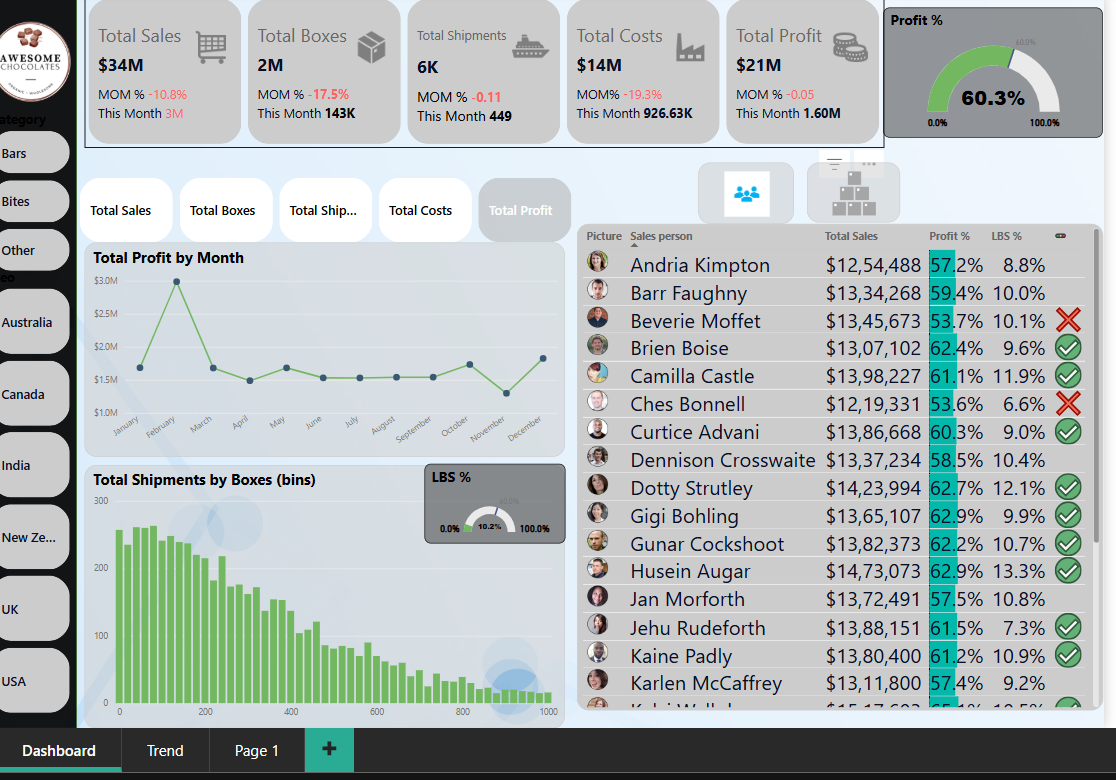 AWESOME
CHOCOLATES
ategory
Bars
Bites
Other
eo
Australia
Canada
India
New Ze...
UK
USA
Total Sales
$34M
MOM % -10.8%
This Month 3M
Total Boxes
2M
MOM % -17.5%
This Month 143K
Total Shipments
6K
MOM % -0.11
This Month 449
Total Costs
$14M
MOM% -19.3%
This Month 926.63K
Total Profit
$21M
MOM % -0.05
This Month 1.60M
Profit %
60.0%
60.3%
0.0% 100.0%
Total Sales
Total Boxes
Total Ship...
Total Costs
Total Profit
Total Profit by Month
$3.0M
$2.5M
$2.0M
$1.5M
$1.0M
January February March April May June July August September October November December
Total Shipments by Boxes (bins)
300
200
100
0
0 200 400 600 800 1000
LBS %
60.0%
0.0% 10.2% 100.0%
Picture Sales person Total Sales Profit % LBS %
Andria Kimpton $12,54,488 57.2% 8.8%
Barr Faughny $13,34,268 59.4% 10.0%
Beverie Moffet $13,45,673 53.7% 10.1%
Brien Boise $13,07,102 62.4% 9.6%
Camilla Castle $13,98,227 61.1% 11.9%
Ches Bonnell $12,19,331 53.6% 6.6%
Curtice Advani $13,86,668 60.3% 9.0%
Dennison Crosswaite $13,37,234 58.5% 10.4%
Dotty Strutley $14,23,994 62.7% 12.1%
Gigi Bohling $13,65,107 62.9% 9.9%
Gunar Cockshoot $13,82,373 62.2% 10.7%
Husein Augar $14,73,073 62.9% 13.3%
Jan Morforth $13,72,491 57.5% 10.8%
Jehu Rudeforth $13,88,151 61.5% 7.3%
Kaine Padly $13,80,400 61.2% 10.9%
Karlen McCaffrey $13,11,800 57.4% 9.2%
Dashboard
Trend
Page 1
+